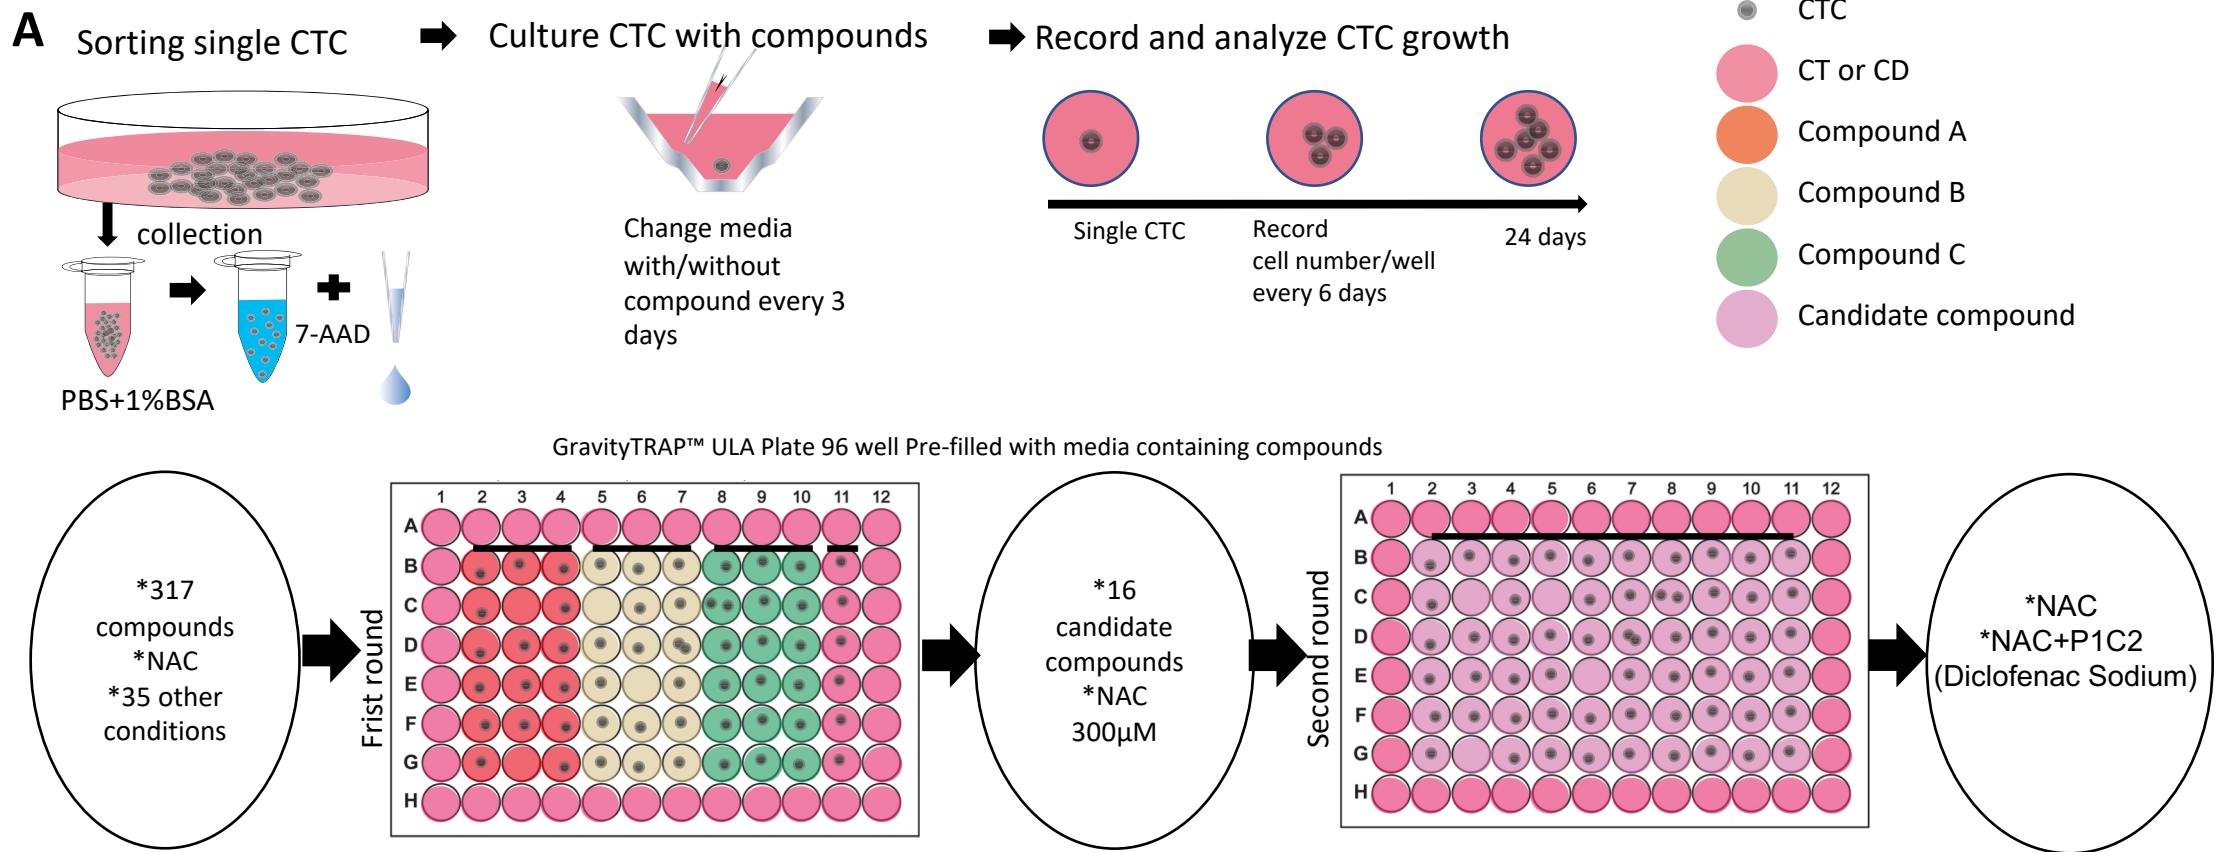 A
Sorting single CTC
Culture CTC with compounds
Record and analyze CTC growth
CTC
CT or CD
Compound A
Compound B
Compound C
Candidate compound
collection
7-AAD
PBS+1%BSA
Change media
with/without
compound every 3
days
Single CTC
Record
cell number/well
every 6 days
24 days
GravityTRAP™ ULA Plate 96 well Pre-filled with media containing compounds
*317
compounds
*NAC
*35 other
conditions
Frist round
1 2 3 4 5 6 7 8 9 10 11 12
A
B
C
D
E
F
G
H
*16
candidate
compounds
*NAC
300µM
Second round
1 2 3 4 5 6 7 8 9 10 11 12
A
B
C
D
E
F
G
H
*NAC
*NAC+P1C2
(Diclofenac Sodium)